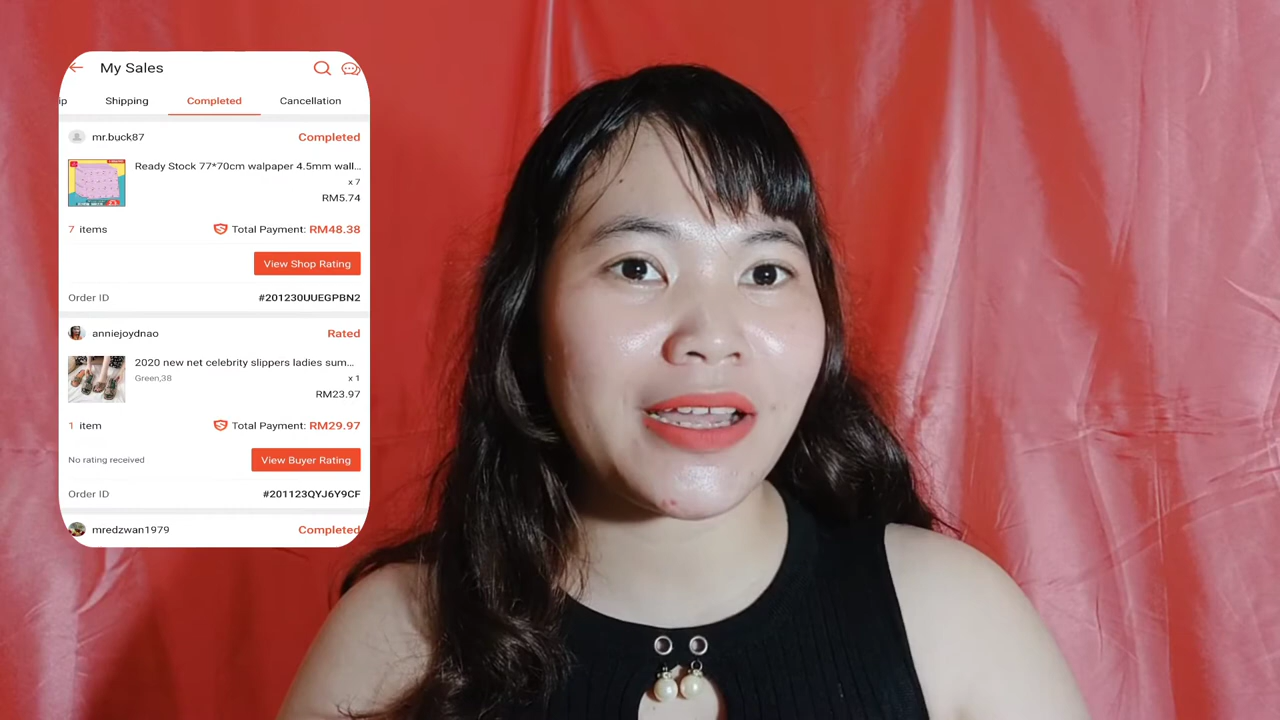 My Sales
ip
Shipping
Completed
Cancellation
mr.buck87
Completed
Ready Stock 77*70cm walpaper 4.5mm wall...
x 7
RM5.74
7 items
Total Payment: RM48.38
View Shop Rating
Order ID
#201230UUEGPBN2
anniejoydnao
Rated
2020 new net celebrity slippers ladies sum...
Green,38
x 1
RM23.97
1 item
Total Payment: RM29.97
No rating received
View Buyer Rating
Order ID
#201123QYJ6Y9CF
mredzwan1979
Completed